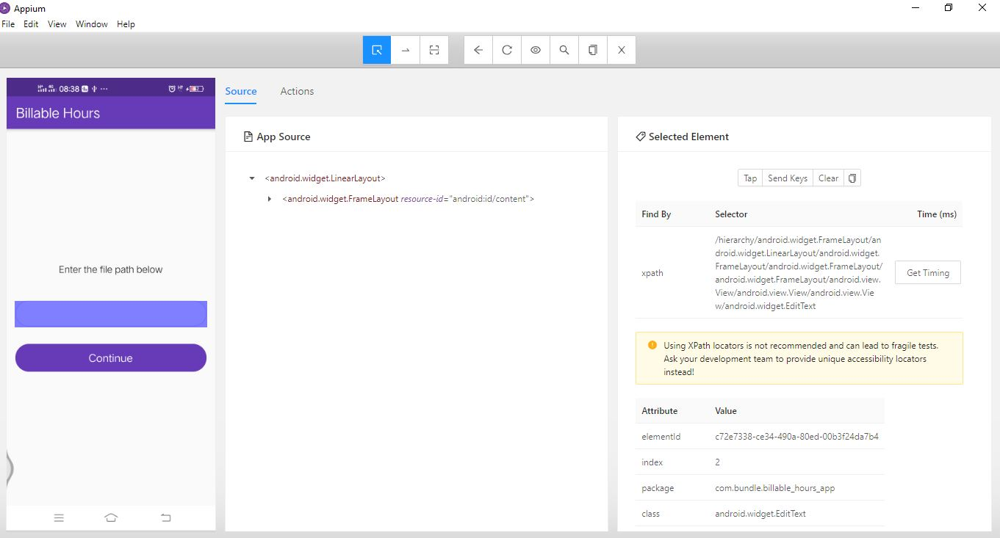 Appium
File Edit View Window Help
08:38
Billable Hours
Enter the file path below
Continue
Source Actions
App Source
<android.widget.LinearLayout>
<android.widget.FrameLayout resource-id="android:id/content">
Selected Element
Tap Send Keys Clear
Find By Selector Time (ms)
xpath
/hierarchy/android.widget.FrameLayout/an
droid.widget.LinearLayout/android.widget.
FrameLayout/android.widget.FrameLayout/
android.widget.FrameLayout/android.view.
View/android.view.View/android.view.Vie
w/android.widget.EditText
Get Timing
Using XPath locators is not recommended and can lead to fragile tests.
Ask your development team to provide unique accessibility locators
instead!
Attribute Value
elementId c72e7338-ce34-490a-80ed-00b3f24da7b4
index 2
package com.bundle.billable_hours_app
class android.widget.EditText